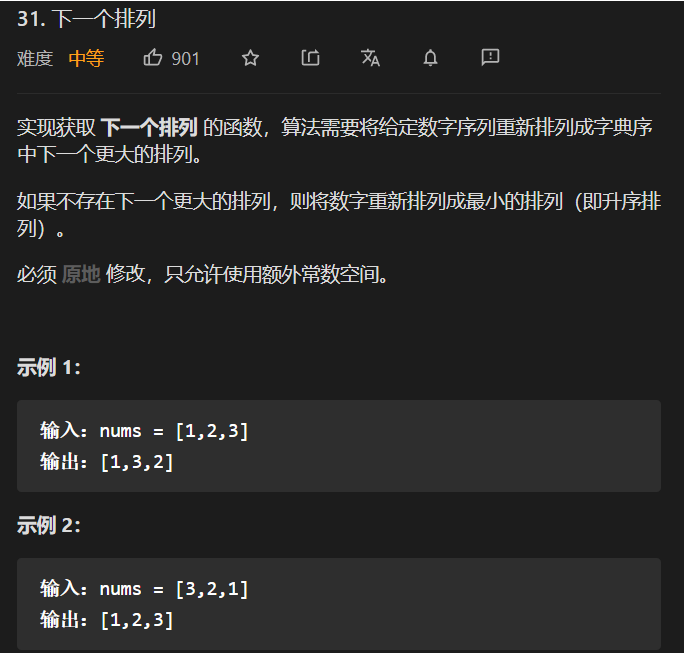 31. 下一个排列
难度 中等 901
实现获取 下一个排列 的函数，算法需要将给定数字序列重新排列成字典序
中下一个更大的排列。
如果不存在下一个更大的排列，则将数字重新排列成最小的排列（即升序排
列）。
必须 原地 修改，只允许使用额外常数空间。
示例 1：
输入：nums = [1,2,3]
输出：[1,3,2]
示例 2：
输入：nums = [3,2,1]
输出：[1,2,3]